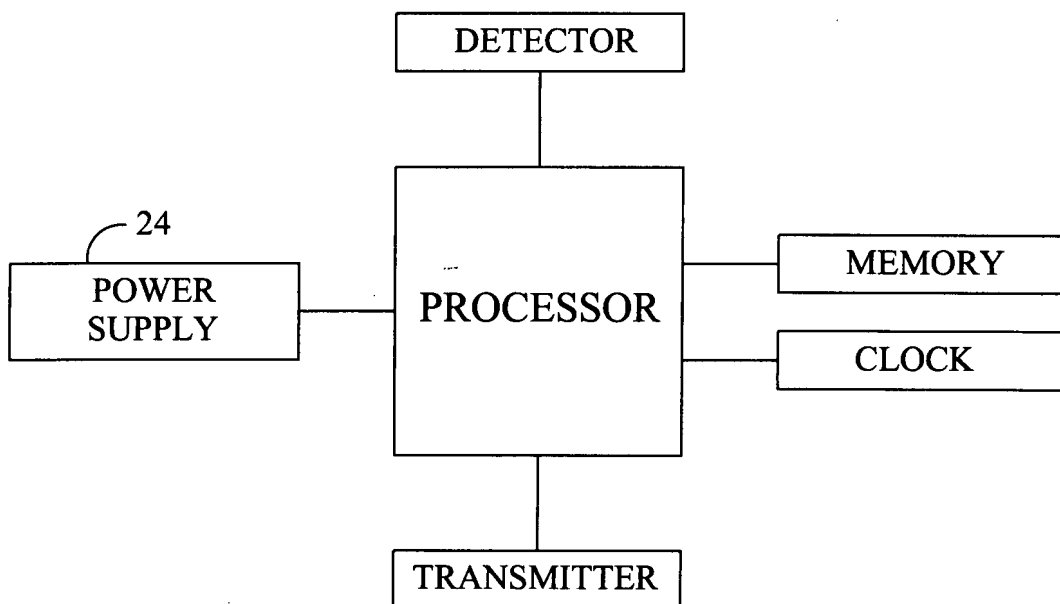 DETECTOR
24
POWER
SUPPLY
PROCESSOR
MEMORY
CLOCK
TRANSMITTER